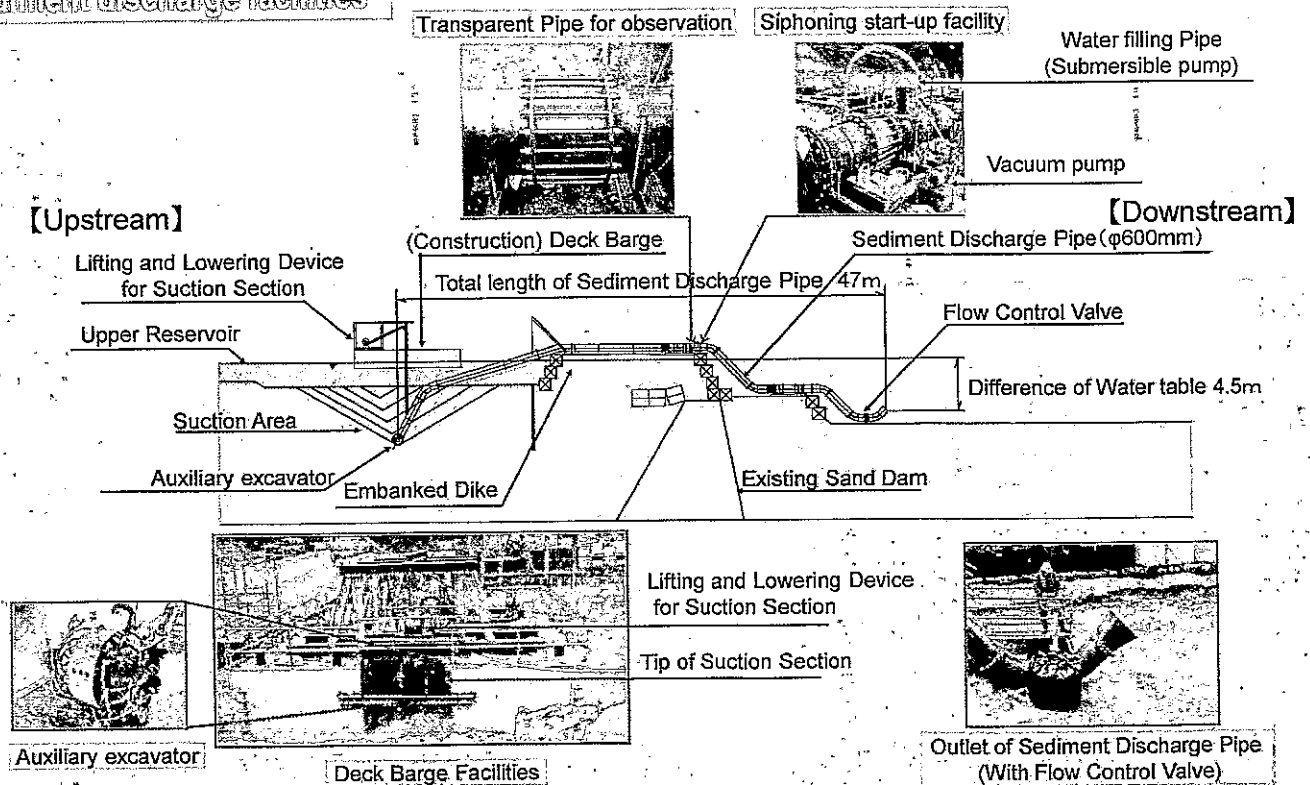 discharge facilities
Transparent Pipe for observation
Siphoning start-up facility
Water filling Pipe
(Submersible pump)
Vacuum pump
【Upstream】
【Downstream】
(Construction) Deck Barge
Sediment Discharge Pipe(φ600mm)
Lifting and Lowering Device
for Suction Section
Total length of Sediment Discharge Pipe 47m
Flow Control Valve
Upper Reservoir
Difference of Water table 4.5m
Suction Area
Auxiliary excavator
Embanked Dike
Existing Sand Dam
Lifting and Lowering Device
for Suction Section
Tip of Suction Section
Auxiliary excavator
Deck Barge Facilities
Outlet of Sediment Discharge Pipe
(With Flow Control Valve)